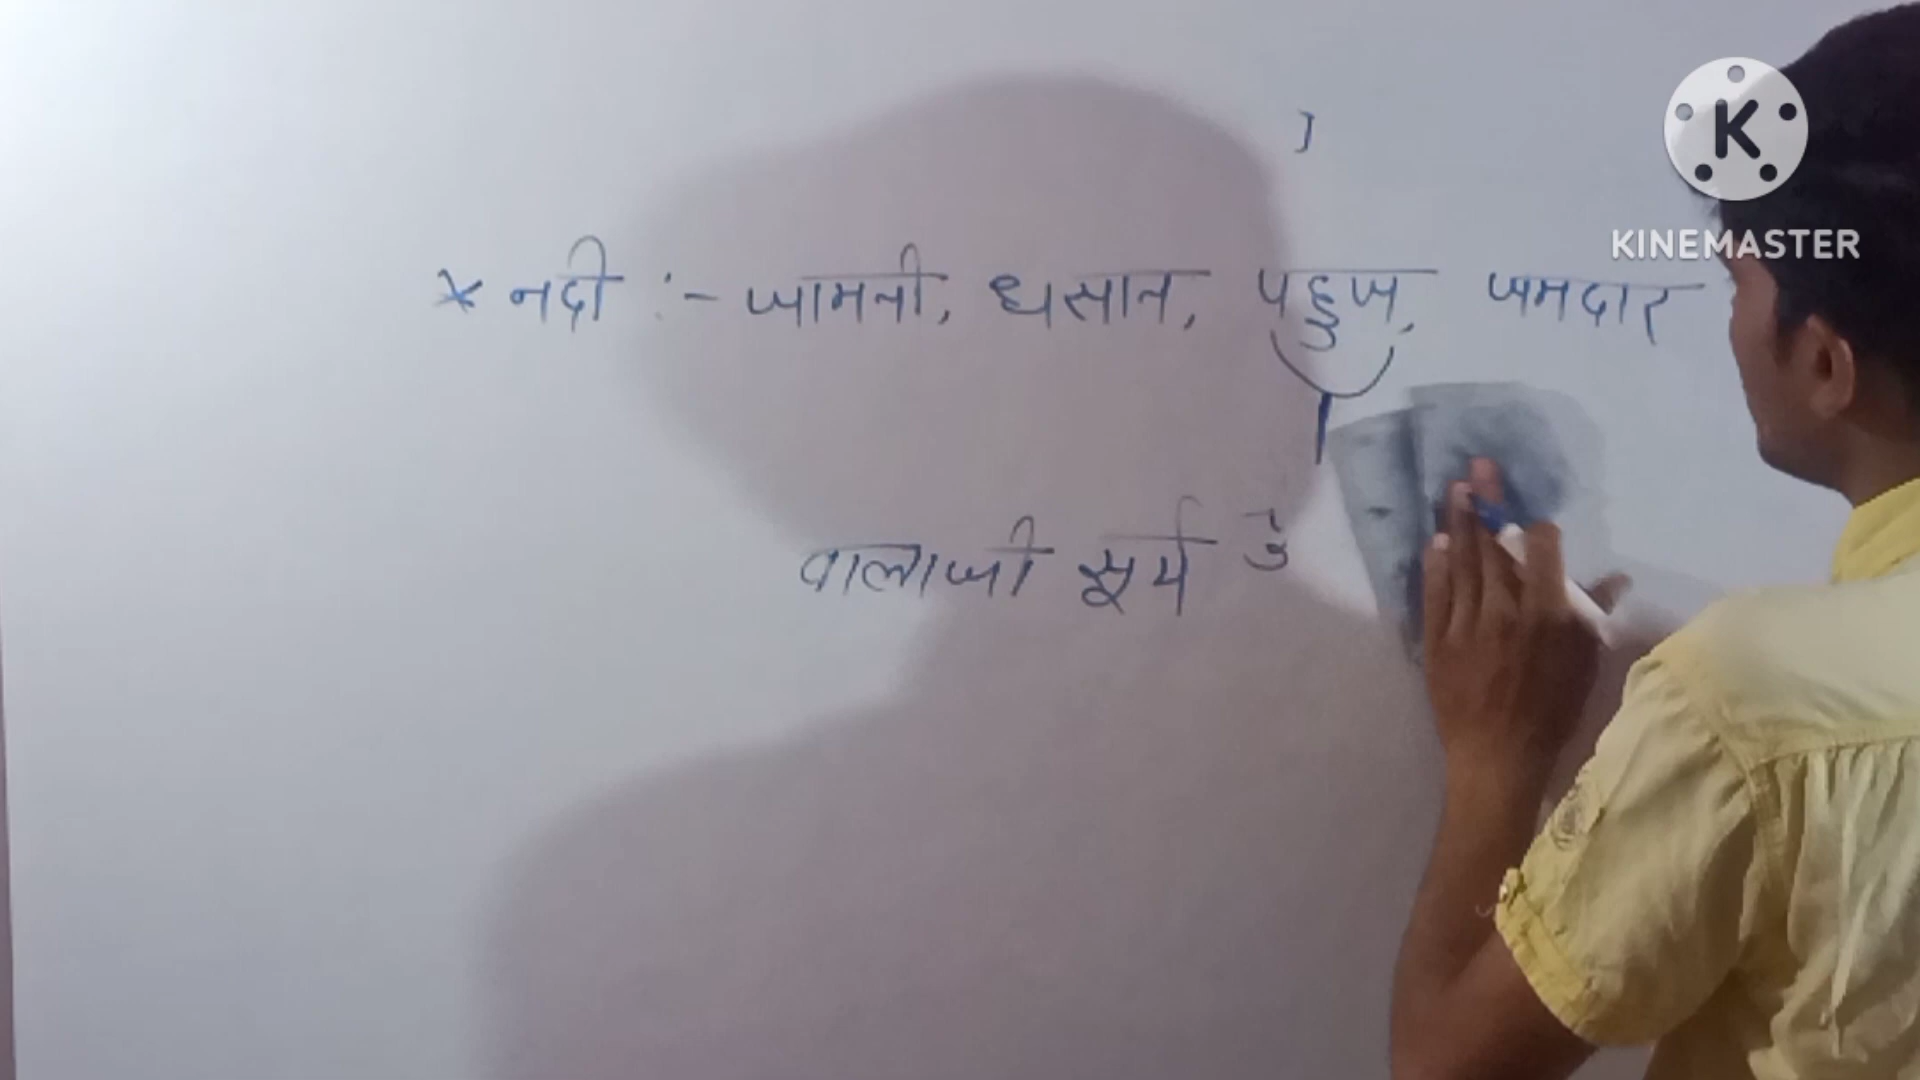 KINEMASTER
* नदी :- जामनी, धसान, पहुज, जमदार
वालाजी सूर्य